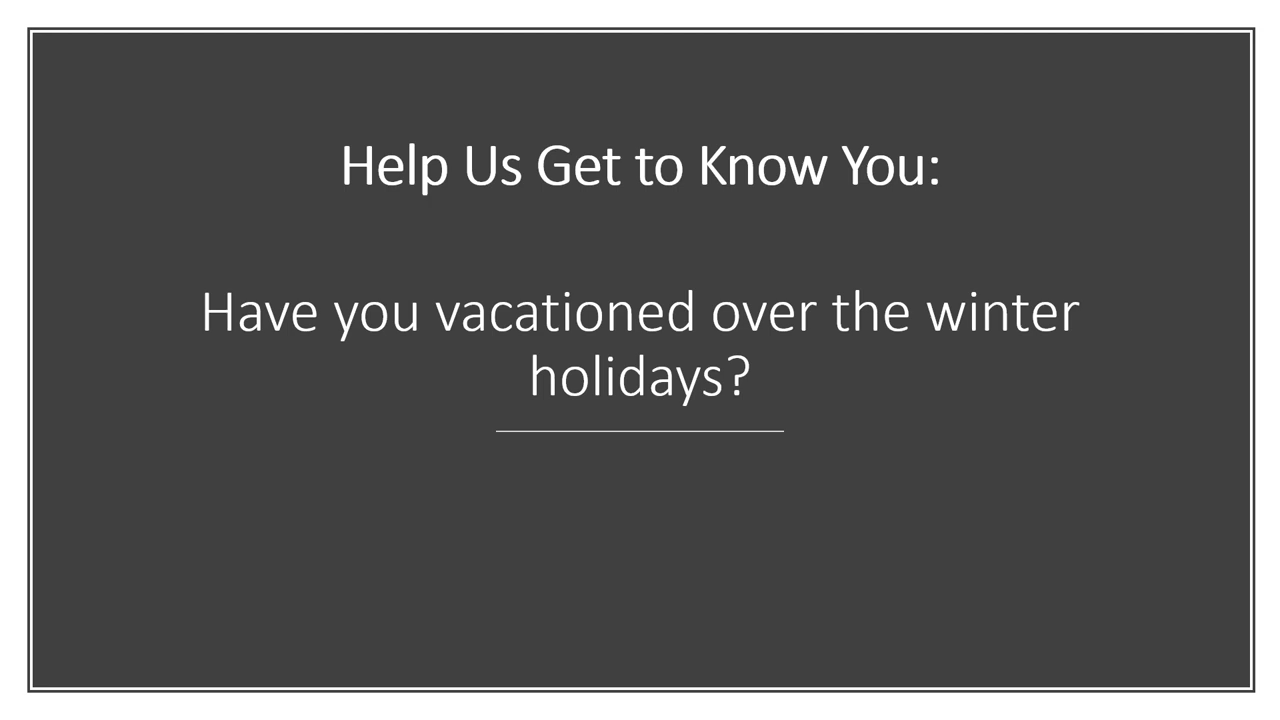 Help Us Get to Know You:
Have you vacationed over the winter
holidays?